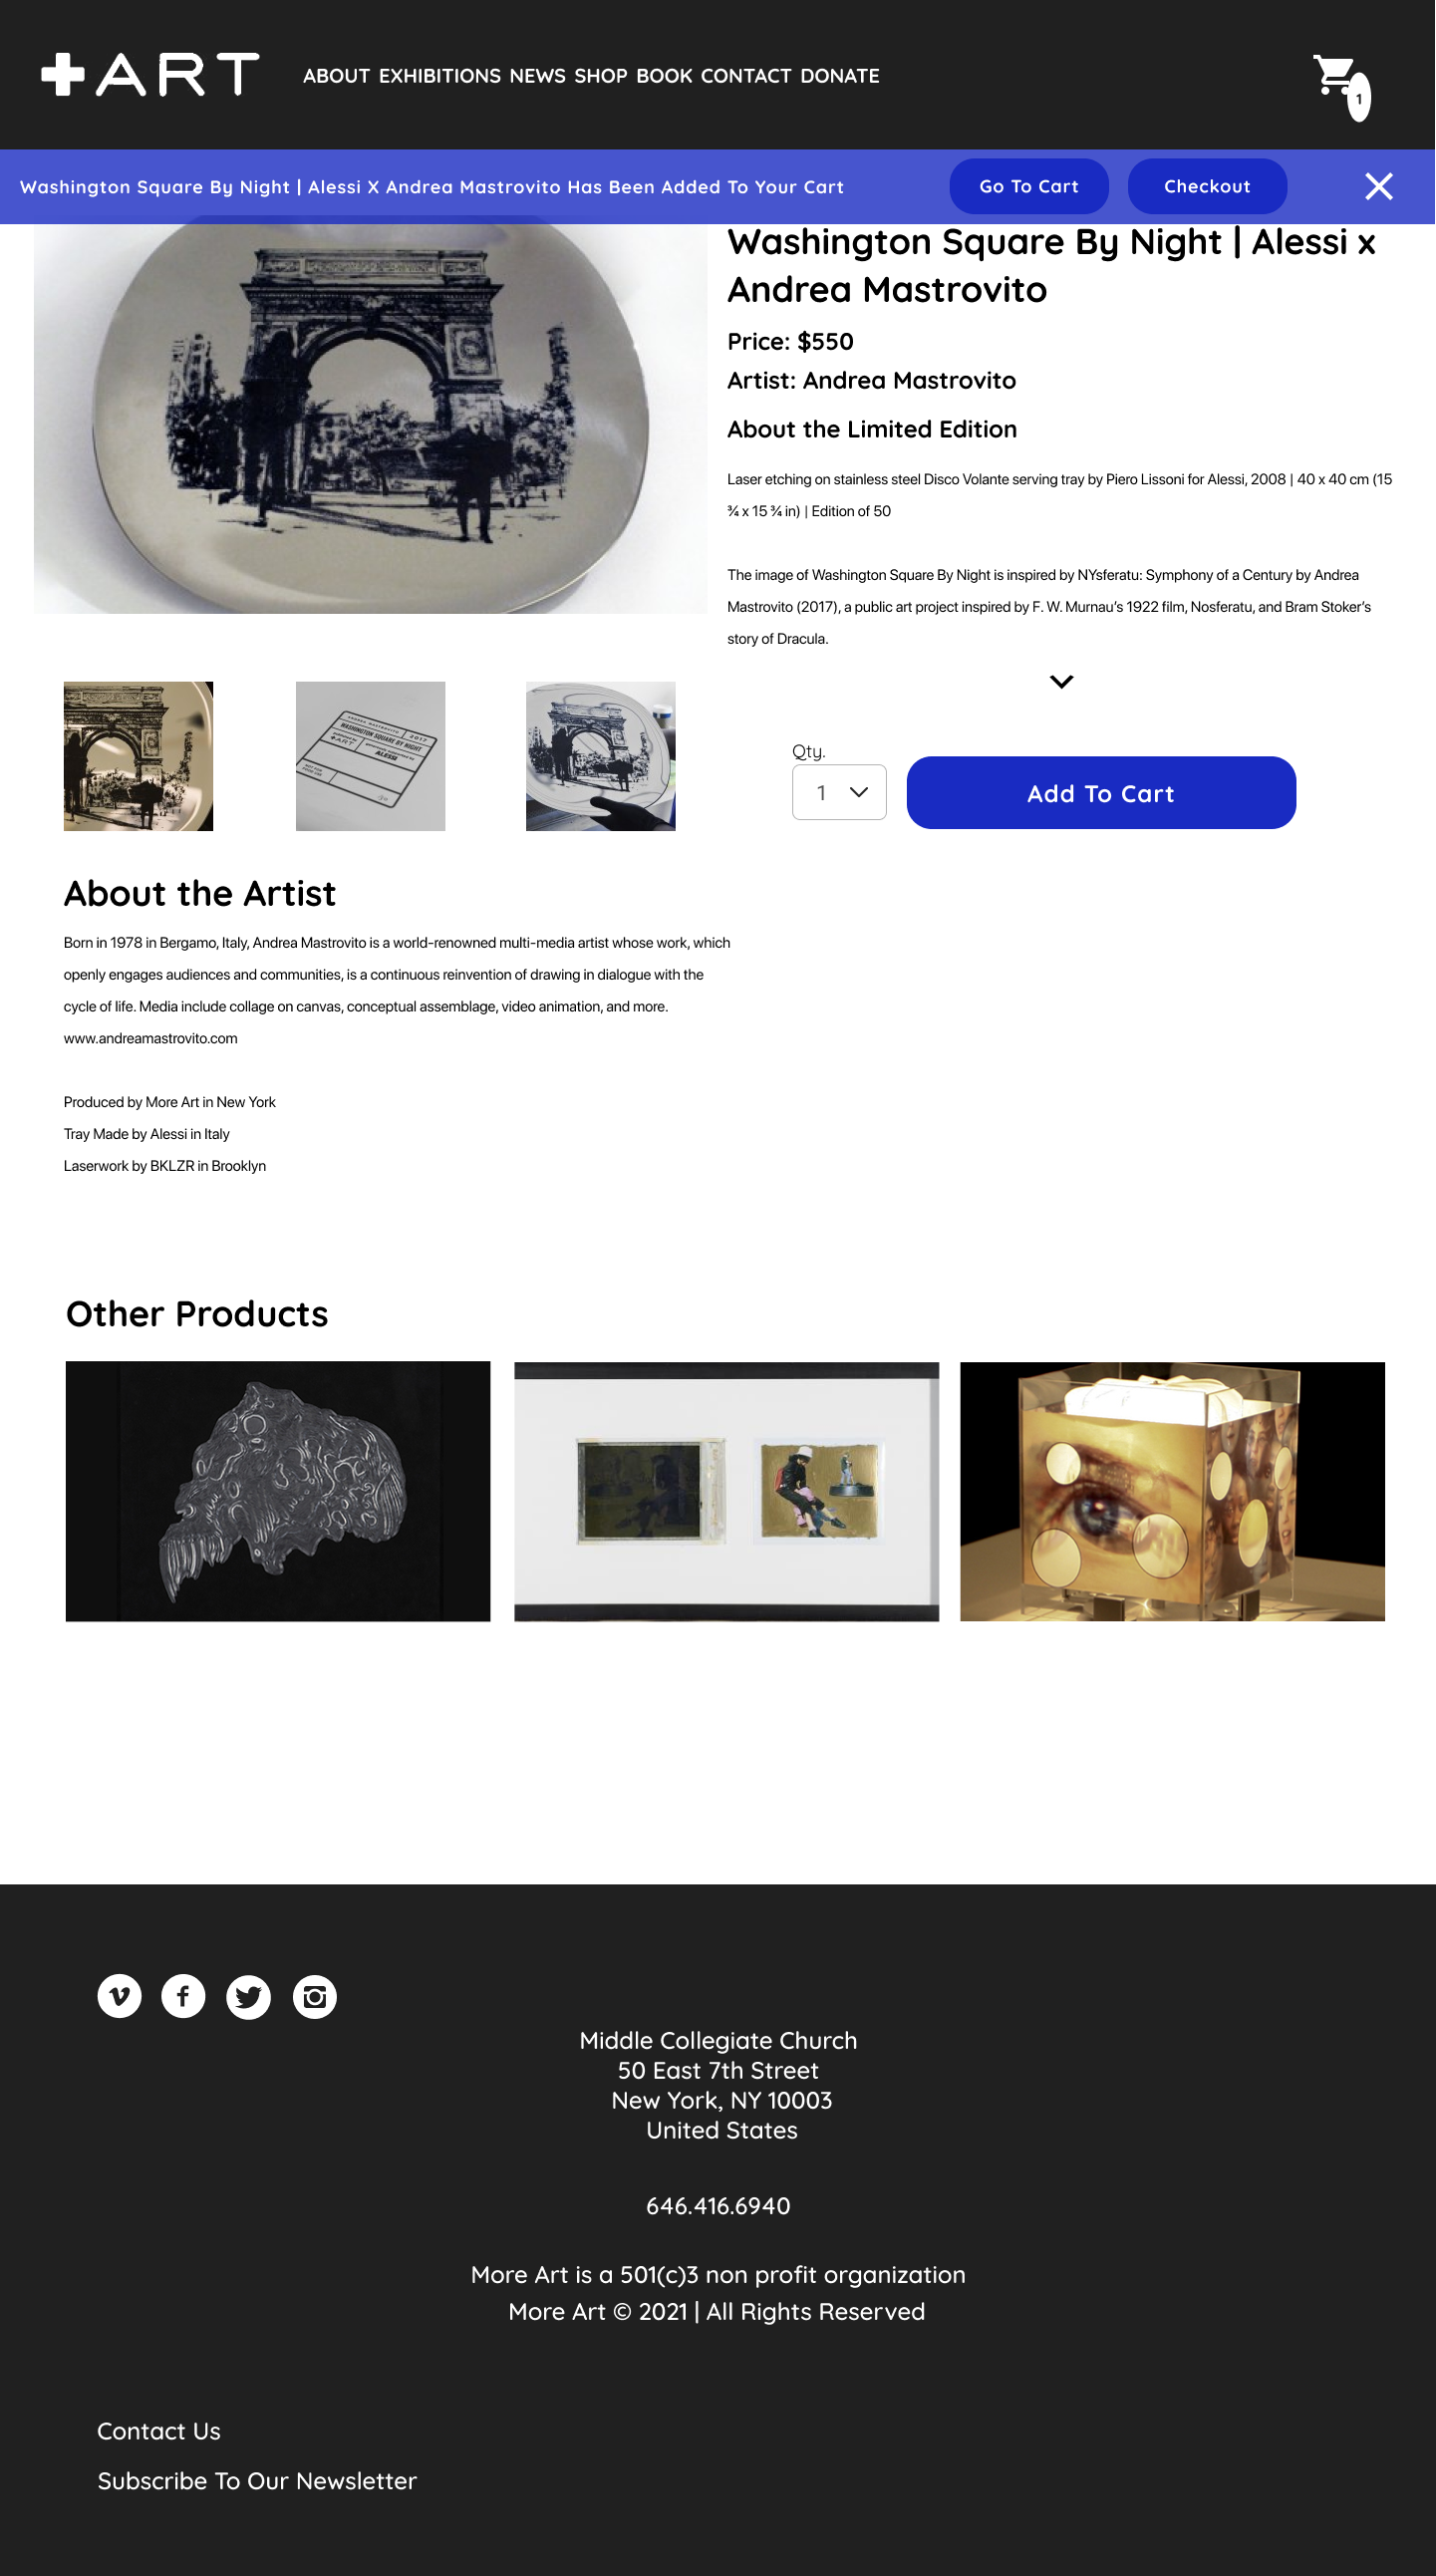 ART
ABOUT EXHIBITIONS NEWS SHOP BOOK CONTACT DONATE
1
Washington Square By Night | Alessi X Andrea Mastrovito Has Been Added To Your Cart
Go To Cart
Checkout
Washington Square By Night | Alessi x
Andrea Mastrovito
Price: $550
Artist: Andrea Mastrovito
About the Limited Edition
Laser etching on stainless steel Disco Volante serving tray by Piero Lissoni for Alessi, 2008 | 40 x 40 cm (15
¾ x 15 ¾ in) | Edition of 50
The image of Washington Square By Night is inspired by NYsferatu: Symphony of a Century by Andrea
Mastrovito (2017), a public art project inspired by F. W. Murnau’s 1922 film, Nosferatu, and Bram Stoker’s
story of Dracula.
ANDREA MASTROVITO 2017
WASHINGTON SQUARE BY NIGHT
+ART
ALESSI
Qty.
1
Add To Cart
About the Artist
Born in 1978 in Bergamo, Italy, Andrea Mastrovito is a world-renowned multi-media artist whose work, which
openly engages audiences and communities, is a continuous reinvention of drawing in dialogue with the
cycle of life. Media include collage on canvas, conceptual assemblage, video animation, and more.
www.andreamastrovito.com
Produced by More Art in New York
Tray Made by Alessi in Italy
Laserwork by BKLZR in Brooklyn
Other Products
Middle Collegiate Church
50 East 7th Street
New York, NY 10003
United States
646.416.6940
More Art is a 501(c)3 non profit organization
More Art © 2021 | All Rights Reserved
Contact Us
Subscribe To Our Newsletter